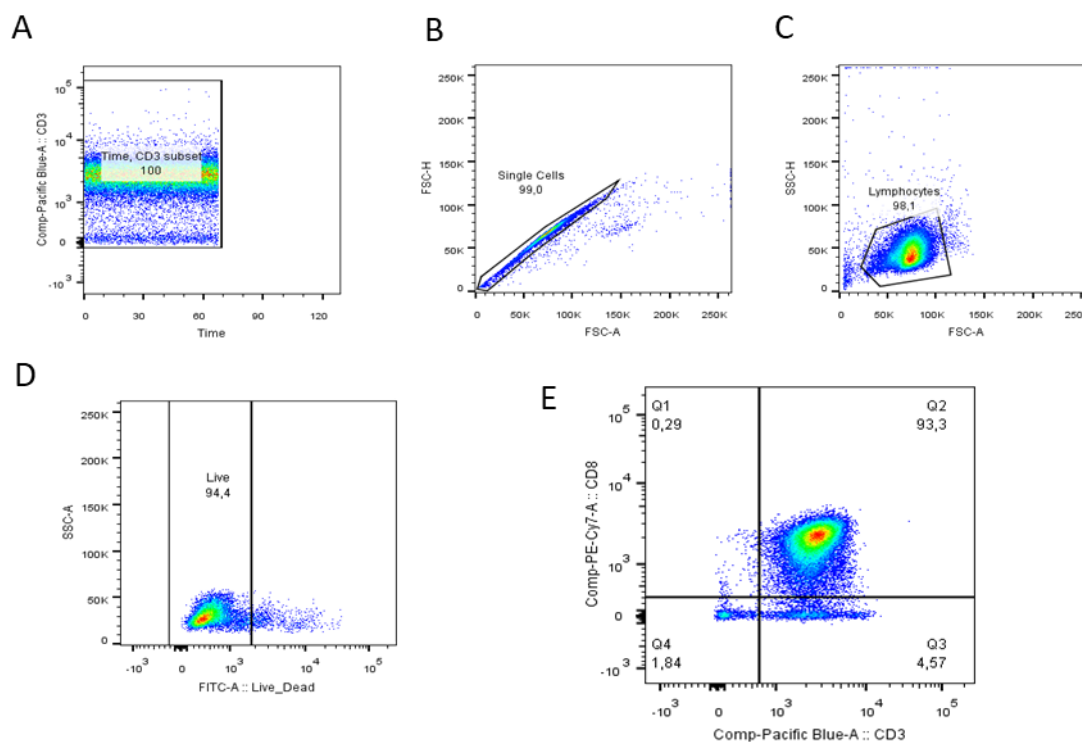 A
Comp-Pacific Blue-A :: CD3
10^5
10^4
10^3
0
-10^3
Time, CD3 subset
100
0 30 60 90 120
Time
B
FSC-H
250K
200K
150K
100K
50K
0
Single Cells
99,0
0 50K 100K 150K 200K 250K
FSC-A
C
SSC-H
250K
200K
150K
100K
50K
0
Lymphocytes
98,1
0 50K 100K 150K 200K 250K
FSC-A
D
SSC-A
250K
200K
150K
100K
50K
0
Live
94,4
-10^3 0 10^3 10^4 10^5
FITC-A :: Live_Dead
E
Comp-PE-Cy7-A :: CD8
10^5
10^4
10^3
0
-10^3
Q1
0,29
Q2
93,3
Q4
1,84
Q3
4,57
-10^3 0 10^3 10^4 10^5
Comp-Pacific Blue-A :: CD3